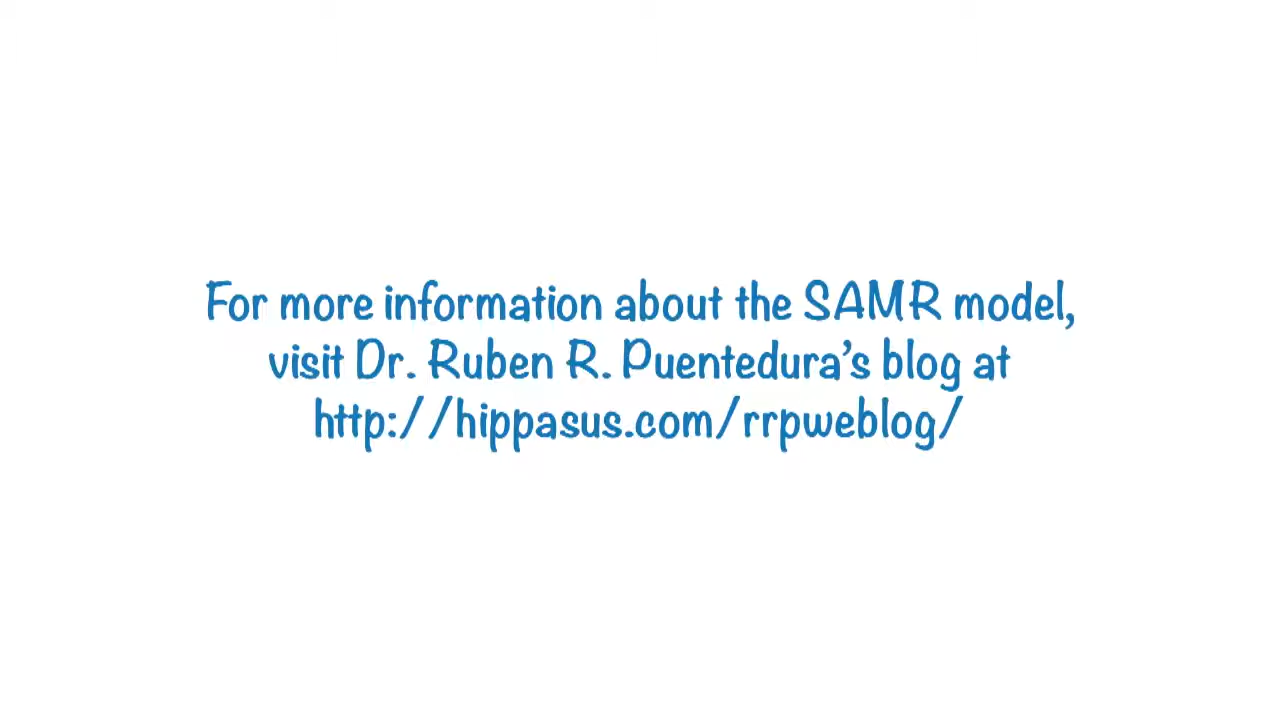 For more information about the SAMR model,
visit Dr. Ruben R. Puentedura’s blog at
http://hippasus.com/rrpweblog/